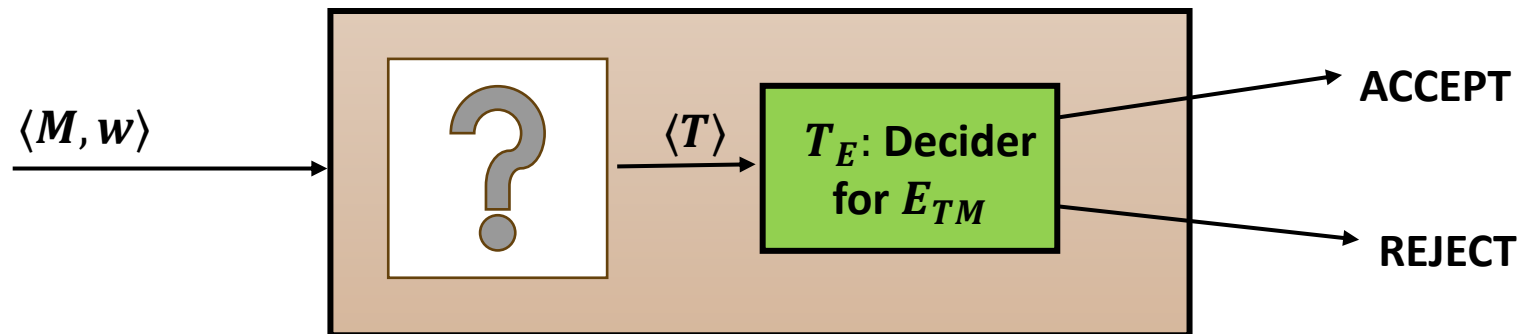 ⟨M, w⟩
?
⟨T⟩
T_E: Decider
for E_TM
ACCEPT
REJECT